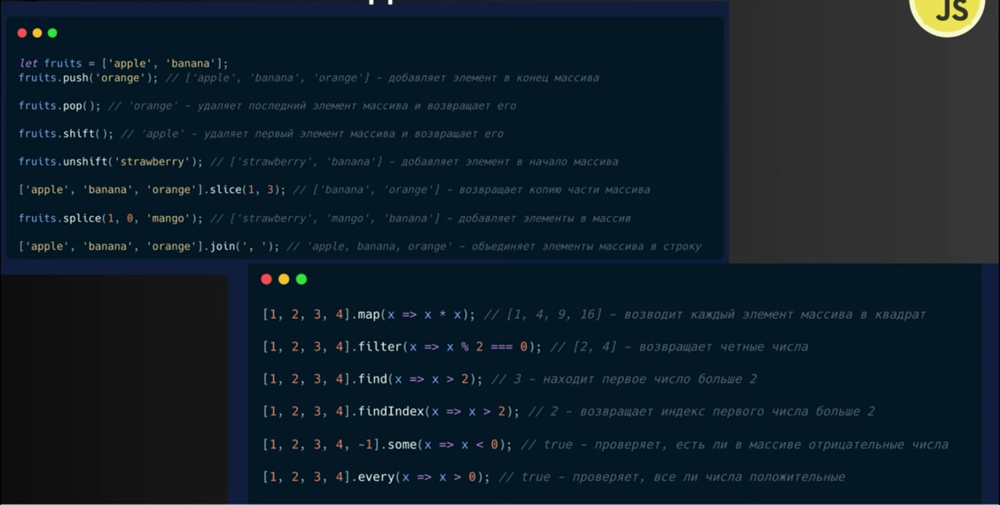 JS
let fruits = ['apple', 'banana'];
fruits.push('orange'); // ['apple', 'banana', 'orange'] – добавляет элемент в конец массива
fruits.pop(); // 'orange' – удаляет последний элемент массива и возвращает его
fruits.shift(); // 'apple' – удаляет первый элемент массива и возвращает его
fruits.unshift('strawberry'); // ['strawberry', 'banana'] – добавляет элемент в начало массива
['apple', 'banana', 'orange'].slice(1, 3); // ['banana', 'orange'] – возвращает копию части массива
fruits.splice(1, 0, 'mango'); // ['strawberry', 'mango', 'banana'] – добавляет элементы в массив
['apple', 'banana', 'orange'].join(', '); // 'apple, banana, orange' – объединяет элементы массива в строку
[1, 2, 3, 4].map(x => x * x); // [1, 4, 9, 16] – возводит каждый элемент массива в квадрат
[1, 2, 3, 4].filter(x => x % 2 === 0); // [2, 4] – возвращает четные числа
[1, 2, 3, 4].find(x => x > 2); // 3 – находит первое число больше 2
[1, 2, 3, 4].findIndex(x => x > 2); // 2 – возвращает индекс первого числа больше 2
[1, 2, 3, 4, -1].some(x => x < 0); // true – проверяет, есть ли в массиве отрицательные числа
[1, 2, 3, 4].every(x => x > 0); // true – проверяет, все ли числа положительные